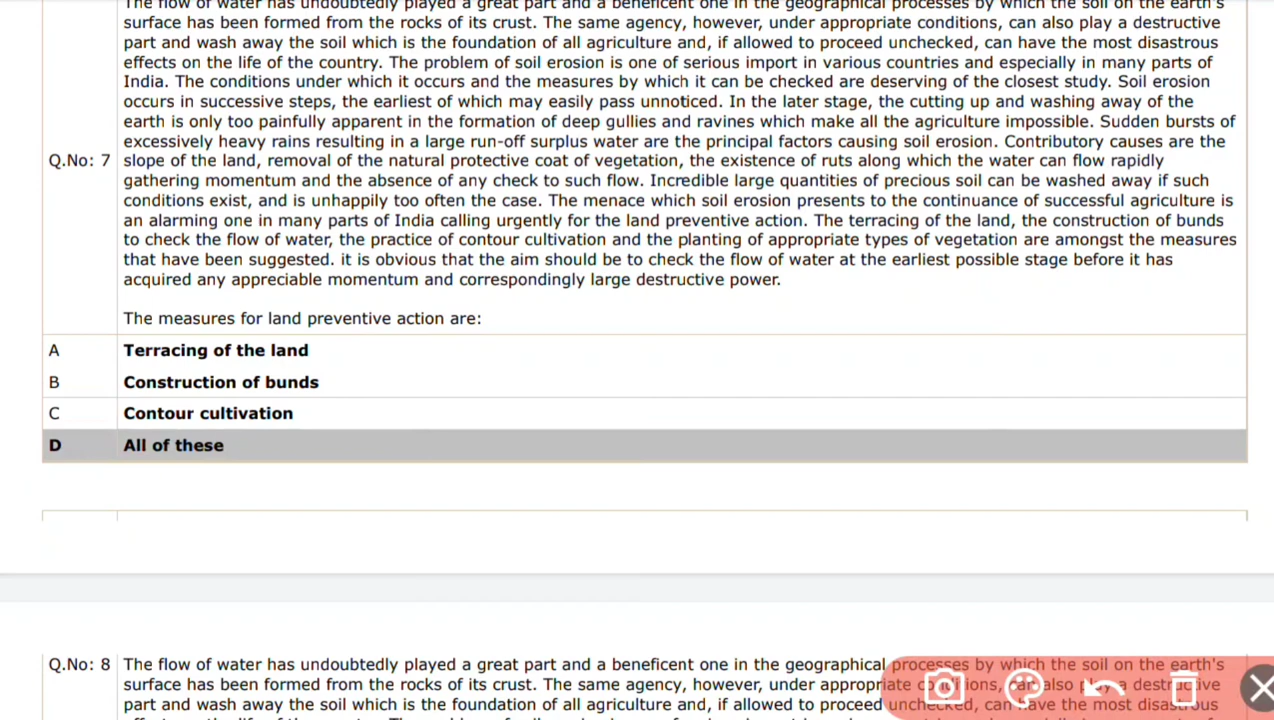 The flow of water has undoubtedly played a great part and a beneficent one in the geographical processes by which the soil on the earth's
surface has been formed from the rocks of its crust. The same agency, however, under appropriate conditions, can also play a destructive
part and wash away the soil which is the foundation of all agriculture and, if allowed to proceed unchecked, can have the most disastrous
effects on the life of the country. The problem of soil erosion is one of serious import in various countries and especially in many parts of
India. The conditions under which it occurs and the measures by which it can be checked are deserving of the closest study. Soil erosion
occurs in successive steps, the earliest of which may easily pass unnoticed. In the later stage, the cutting up and washing away of the
earth is only too painfully apparent in the formation of deep gullies and ravines which make all the agriculture impossible. Sudden bursts of
excessively heavy rains resulting in a large run-off surplus water are the principal factors causing soil erosion. Contributory causes are the
Q.No: 7 slope of the land, removal of the natural protective coat of vegetation, the existence of ruts along which the water can flow rapidly
gathering momentum and the absence of any check to such flow. Incredible large quantities of precious soil can be washed away if such
conditions exist, and is unhappily too often the case. The menace which soil erosion presents to the continuance of successful agriculture is
an alarming one in many parts of India calling urgently for the land preventive action. The terracing of the land, the construction of bunds
to check the flow of water, the practice of contour cultivation and the planting of appropriate types of vegetation are amongst the measures
that have been suggested. it is obvious that the aim should be to check the flow of water at the earliest possible stage before it has
acquired any appreciable momentum and correspondingly large destructive power.
The measures for land preventive action are:
A Terracing of the land
B Construction of bunds
C Contour cultivation
D All of these
Q.No: 8 The flow of water has undoubtedly played a great part and a beneficent one in the geographical processes by which the soil on the earth's
surface has been formed from the rocks of its crust. The same agency, however, under appropriate conditions, can also play a destructive
part and wash away the soil which is the foundation of all agriculture and, if allowed to proceed unchecked, can have the most disastrous